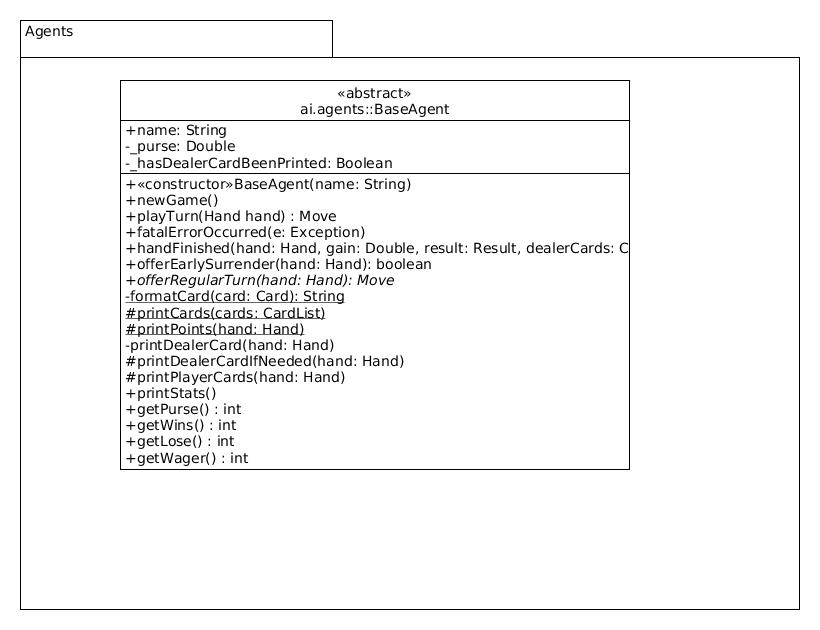 Agents
«abstract»
ai.agents::BaseAgent
+name: String
-_purse: Double
-_hasDealerCardBeenPrinted: Boolean
+«constructor»BaseAgent(name: String)
+newGame()
+playTurn(Hand hand) : Move
+fatalErrorOccurred(e: Exception)
+handFinished(hand: Hand, gain: Double, result: Result, dealerCards: C
+offerEarlySurrender(hand: Hand): boolean
+offerRegularTurn(hand: Hand): Move
-formatCard(card: Card): String
#printCards(cards: CardList)
#printPoints(hand: Hand)
-printDealerCard(hand: Hand)
#printDealerCardIfNeeded(hand: Hand)
#printPlayerCards(hand: Hand)
+printStats()
+getPurse() : int
+getWins() : int
+getLose() : int
+getWager() : int